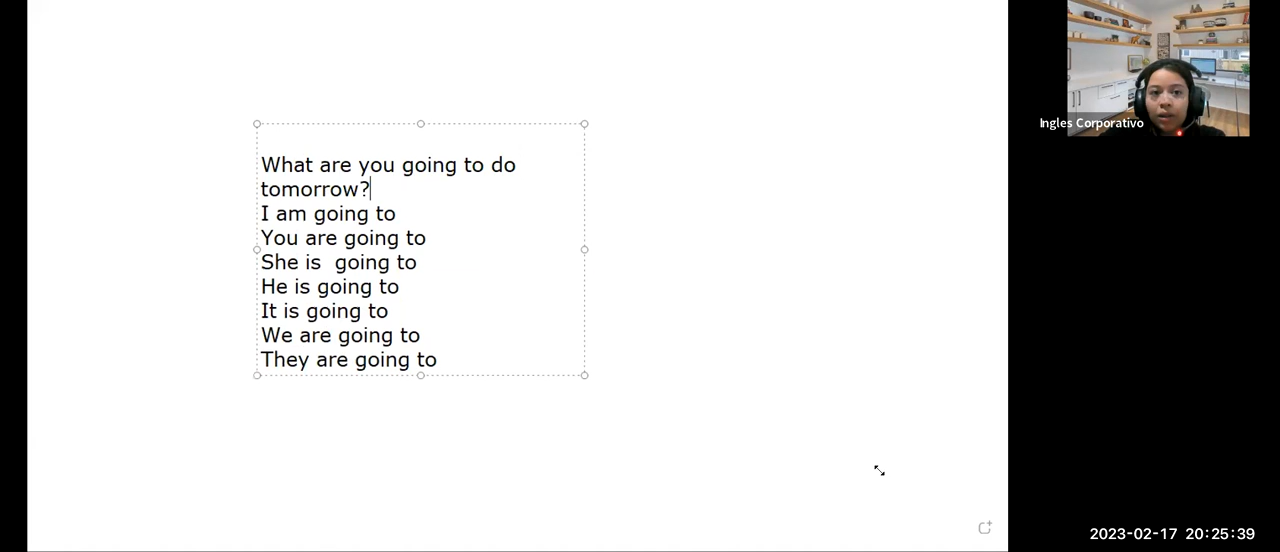 What are you going to do
tomorrow?
I am going to
You are going to
She is  going to
He is going to
It is going to
We are going to
They are going to
Ingles Corporativo
2023-02-17 20:25:39